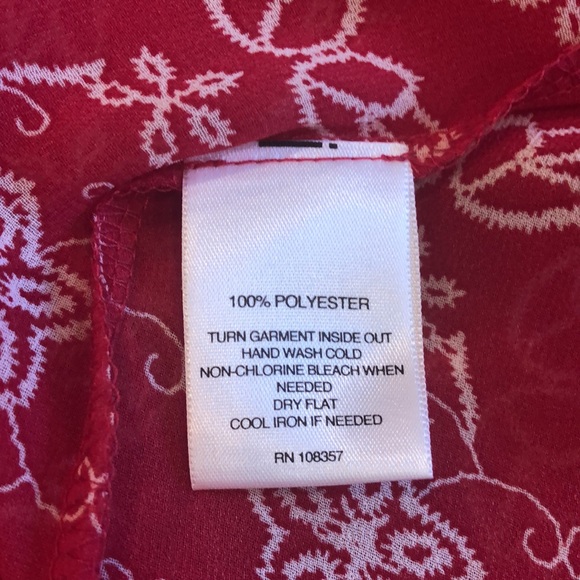 100% POLYESTER
TURN GARMENT INSIDE OUT
HAND WASH COLD
NON-CHLORINE BLEACH WHEN
NEEDED
DRY FLAT
COOL IRON IF NEEDED
RN 108357